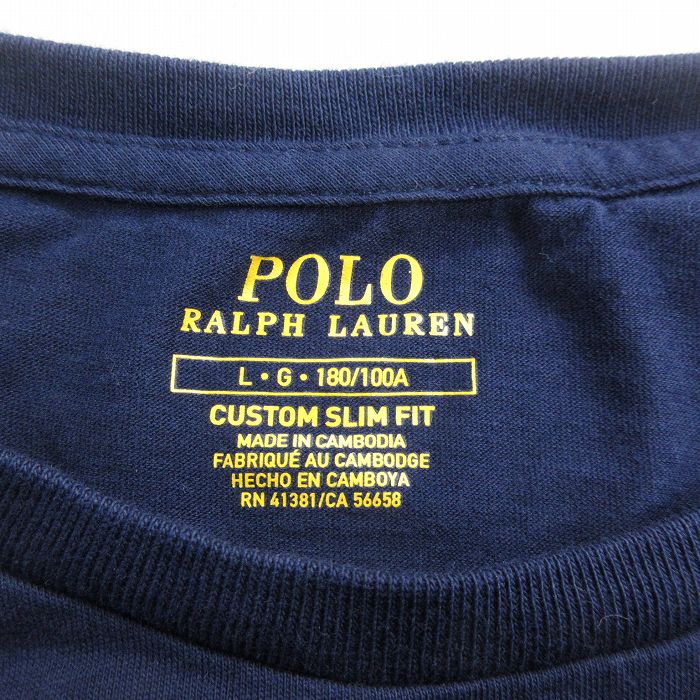 POLO
RALPH LAUREN
L • G • 180/100A
CUSTOM SLIM FIT
MADE IN CAMBODIA
FABRIQUÉ AU CAMBODGE
HECHO EN CAMBOYA
RN 41381/CA 56658